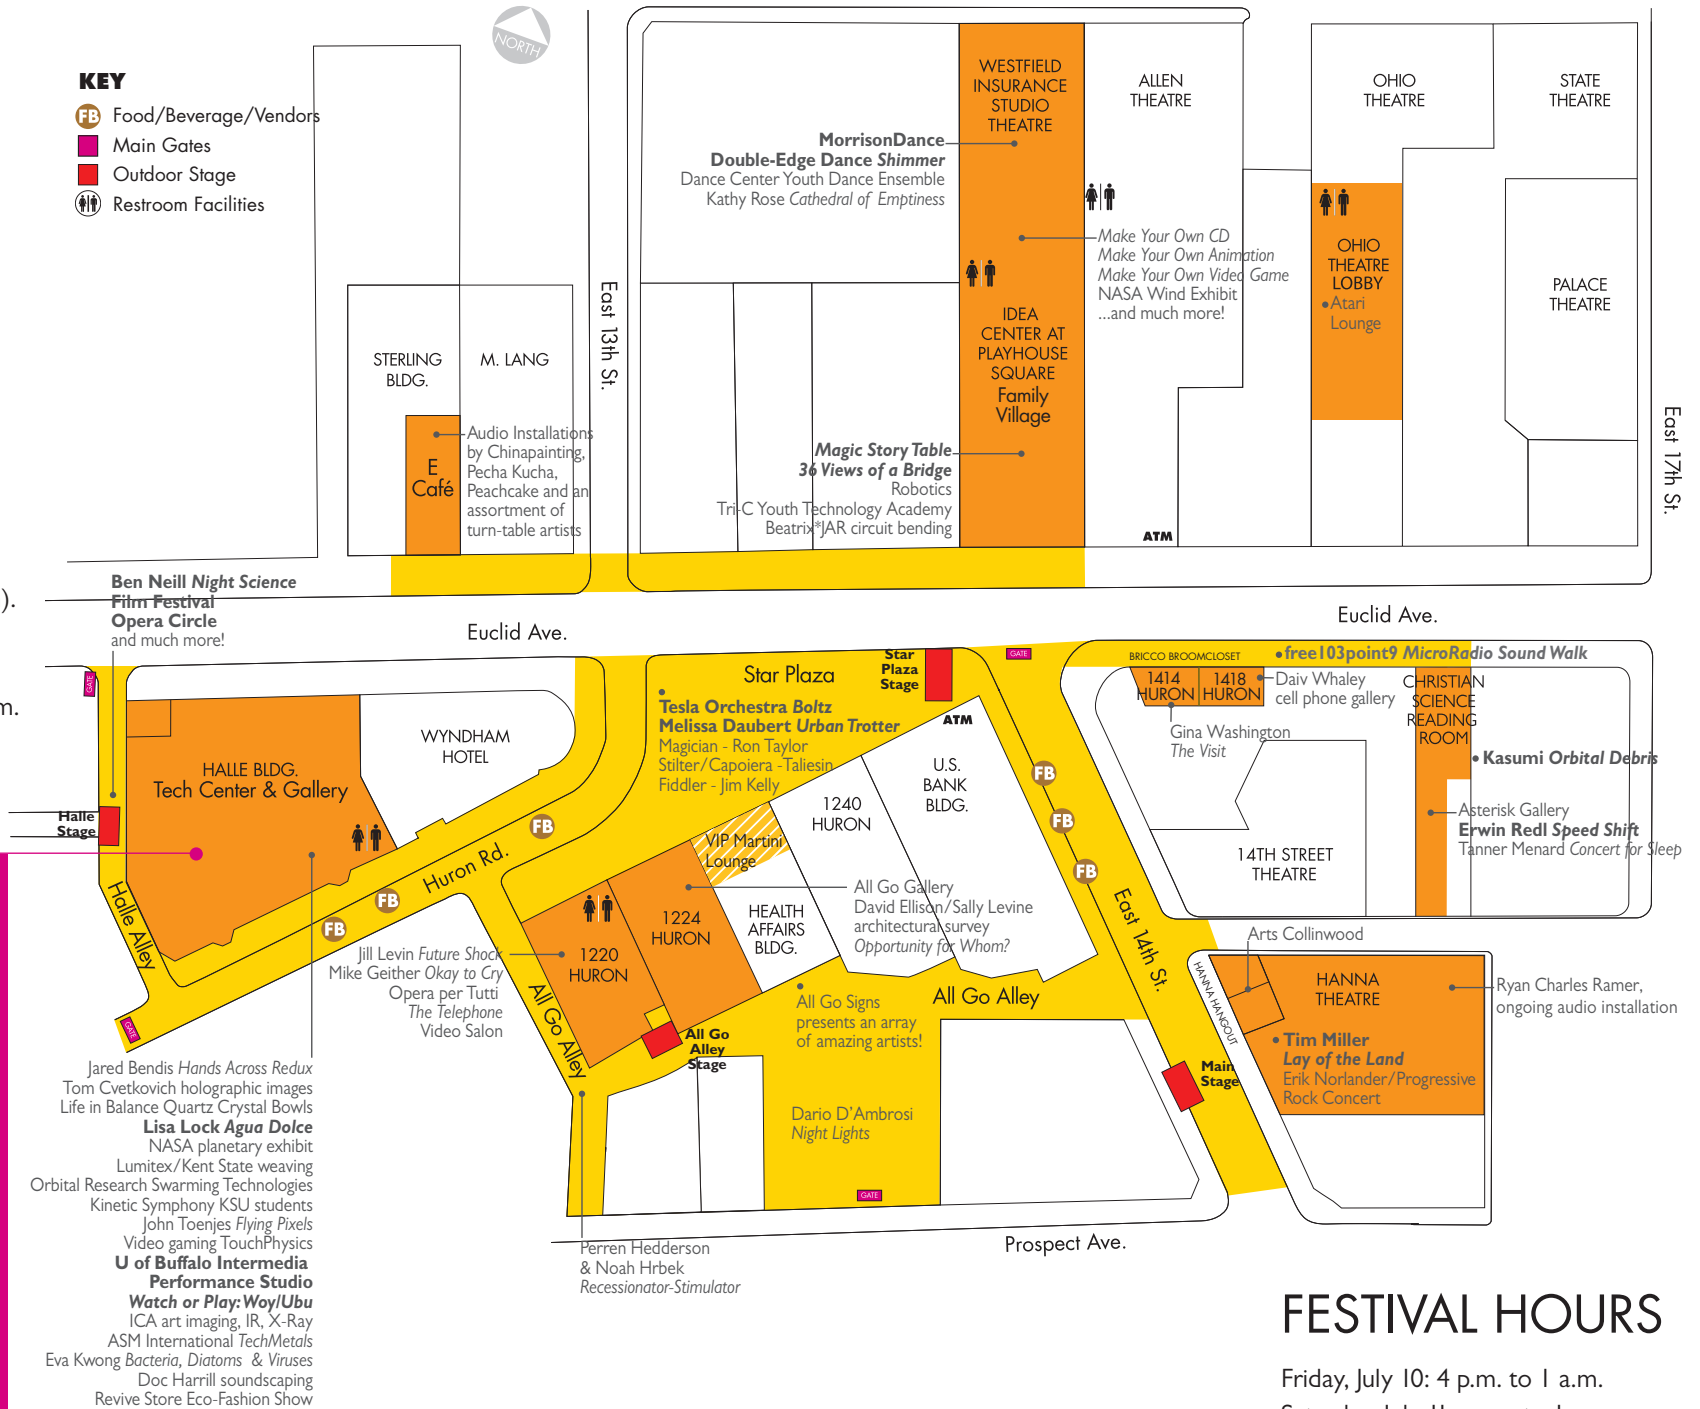 NORTH
KEY
FB Food/Beverage/Vendors
Main Gates
Outdoor Stage
Restroom Facilities
WESTFIELD
INSURANCE
STUDIO
THEATRE
ALLEN
THEATRE
OHIO
THEATRE
STATE
THEATRE
MorrisonDance
Double-Edge Dance Shimmer
Dance Center Youth Dance Ensemble
Kathy Rose Cathedral of Emptiness
Make Your Own CD
Make Your Own Animation
Make Your Own Video Game
NASA Wind Exhibit
...and much more!
OHIO
THEATRE
LOBBY
Atari
Lounge
PALACE
THEATRE
IDEA
CENTER AT
PLAYHOUSE
SQUARE
Family
Village
East 13th St.
STERLING
BLDG.
M. LANG
East 17th St.
E
Café
Audio Installations
by Chinapainting,
Pecha Kucha,
Peachcake and an
assortment of
turn-table artists
Magic Story Table
36 Views of a Bridge
Robotics
Tri-C Youth Technology Academy
Beatrix*JAR circuit bending
ATM
).
Ben Neill Night Science
Film Festival
Opera Circle
and much more!
Euclid Ave.
Euclid Ave.
GATE
m.
Star Plaza
Star
Plaza
Stage
GATE
BRICCO BROOMCLOSET
free103point9 MicroRadio Sound Walk
1414
HURON
1418
HURON
Daiv Whaley
cell phone gallery
CHRISTIAN
SCIENCE
READING
ROOM
Gina Washington
The Visit
Kasumi Orbital Debris
Tesla Orchestra Boltz
Melissa Daubert Urban Trotter
Magician - Ron Taylor
Stilter/Capoiera -Taliesin
Fiddler - Jim Kelly
ATM
WYNDHAM
HOTEL
HALLE BLDG.
Tech Center & Gallery
U.S.
BANK
BLDG.
FB
FB
FB
1240
HURON
VIP Martini
Lounge
Asterisk Gallery
Erwin Redl Speed Shift
Tanner Menard Concert for Sleep
14TH STREET
THEATRE
Halle
Stage
FB
FB
FB
Huron Rd.
Halle Alley
All Go Gallery
David Ellison/Sally Levine
architectural survey
Opportunity for Whom?
1224
HURON
HEALTH
AFFAIRS
BLDG.
1220
HURON
East 14th St.
Arts Collinwood
Jill Levin Future Shock
Mike Geither Okay to Cry
Opera per Tutti
The Telephone
Video Salon
All Go Alley
All Go Alley
All Go Signs
presents an array
of amazing artists!
HANNA HANGOUT
HANNA
THEATRE
Ryan Charles Ramer,
ongoing audio installation
GATE
All Go
Alley
Stage
Main
Stage
Tim Miller
Lay of the Land
Erik Norlander/Progressive
Rock Concert
Dario D'Ambrosi
Night Lights
GATE
Jared Bendis Hands Across Redux
Tom Cvetkovich holographic images
Life in Balance Quartz Crystal Bowls
Lisa Lock Agua Dolce
NASA planetary exhibit
Lumitex/Kent State weaving
Orbital Research Swarming Technologies
Kinetic Symphony KSU students
John Toenjes Flying Pixels
Video gaming TouchPhysics
U of Buffalo Intermedia
Performance Studio
Watch or Play: Woy/Ubu
ICA art imaging, IR, X-Ray
ASM International TechMetals
Eva Kwong Bacteria, Diatoms & Viruses
Doc Harrill soundscaping
Revive Store Eco-Fashion Show
Perren Hedderson
& Noah Hrbek
Recessionator-Stimulator
Prospect Ave.
FESTIVAL HOURS
Friday, July 10: 4 p.m. to 1 a.m.